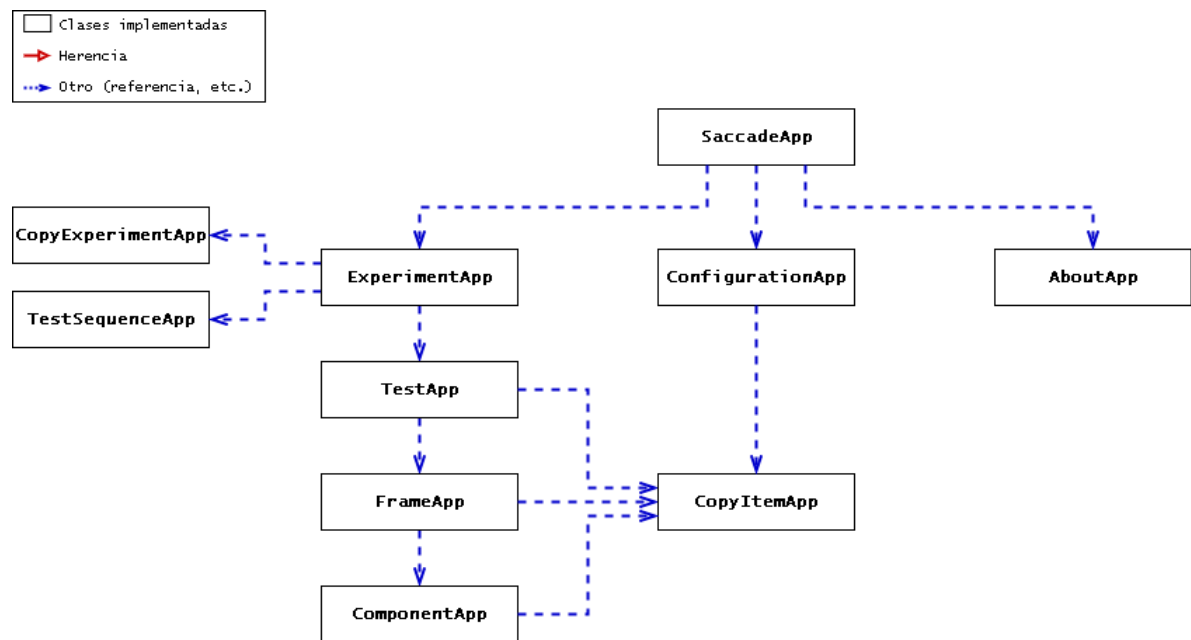 Clases implementadas
Herencia
Otro (referencia, etc.)
SaccadeApp
CopyExperimentApp
ExperimentApp
ConfigurationApp
AboutApp
TestSequenceApp
TestApp
FrameApp
CopyItemApp
ComponentApp